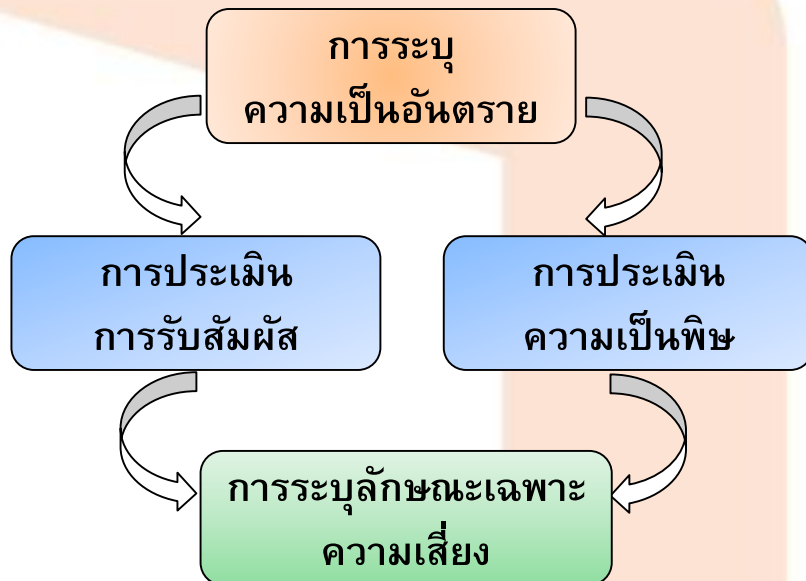 การระบุ
ความเป็นอันตราย
การประเมิน
การรับสัมผัส
การประเมิน
ความเป็นพิษ
การระบุลักษณะเฉพาะ
ความเสี่ยง